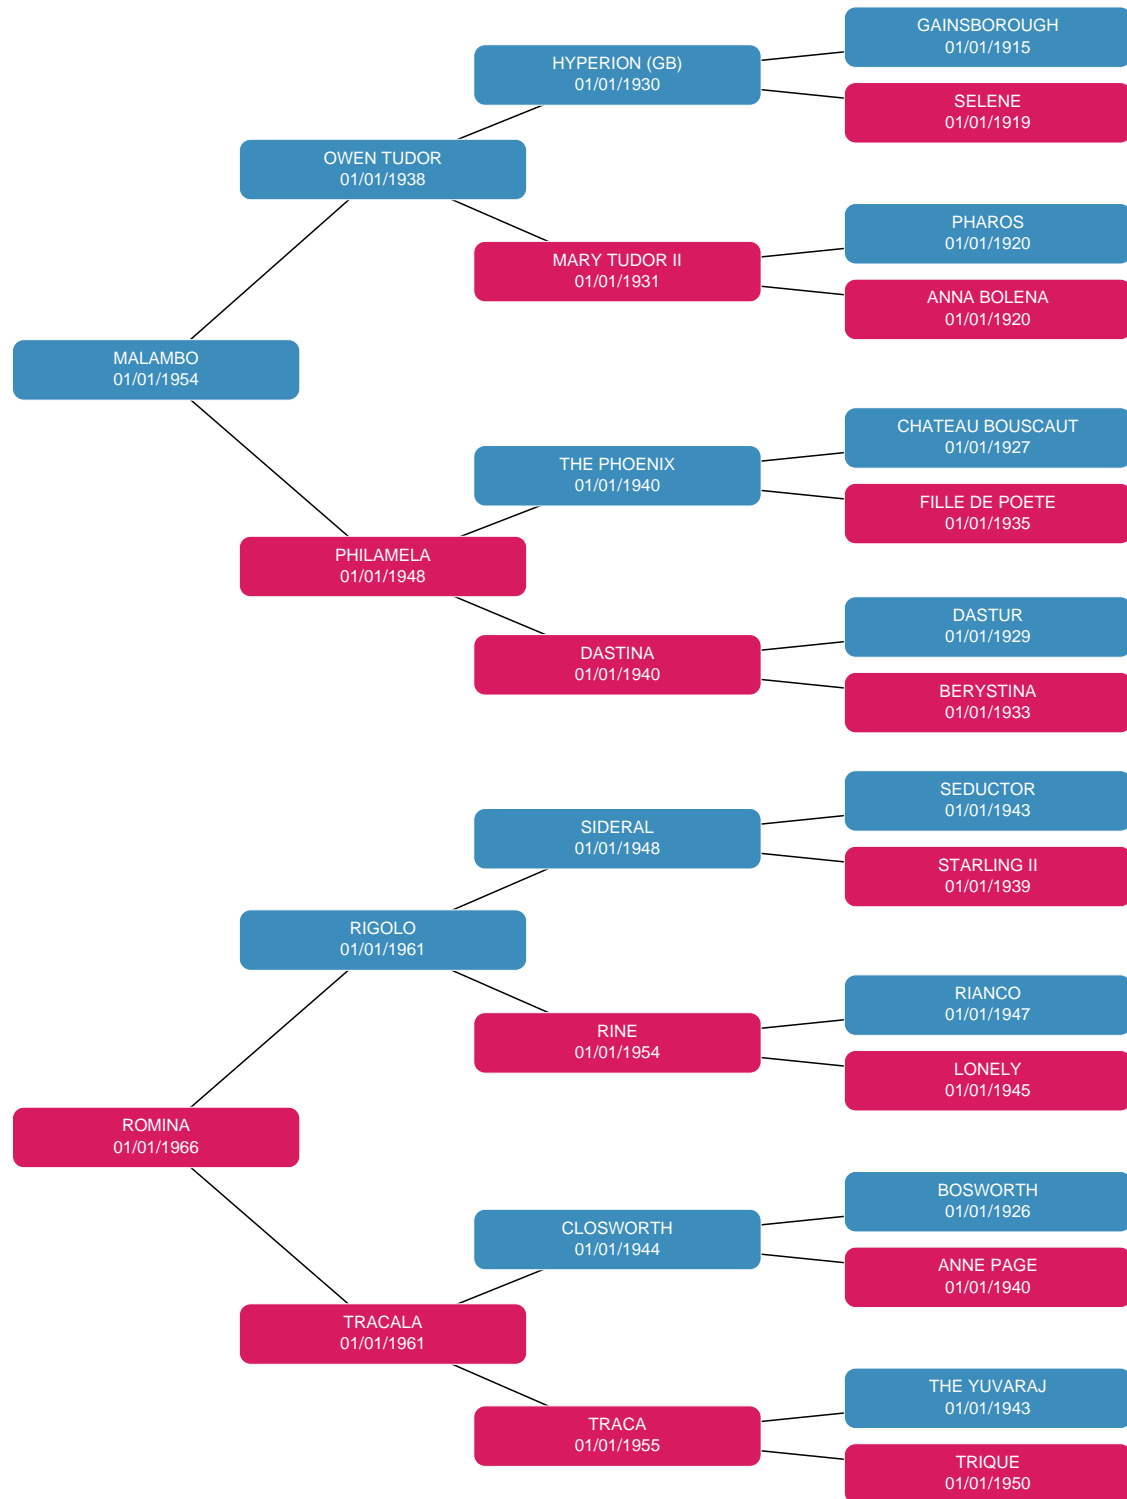 GAINSBOROUGH
01/01/1915
HYPERION (GB)
01/01/1930
SELENE
01/01/1919
OWEN TUDOR
01/01/1938
PHAROS
01/01/1920
MARY TUDOR II
01/01/1931
ANNA BOLENA
01/01/1920
MALAMBO
01/01/1954
CHATEAU BOUSCAUT
01/01/1927
THE PHOENIX
01/01/1940
FILLE DE POETE
01/01/1935
PHILAMELA
01/01/1948
DASTUR
01/01/1929
DASTINA
01/01/1940
BERYSTINA
01/01/1933
SEDUCTOR
01/01/1943
SIDERAL
01/01/1948
STARLING II
01/01/1939
RIGOLO
01/01/1961
RIANCO
01/01/1947
RINE
01/01/1954
LONELY
01/01/1945
ROMINA
01/01/1966
BOSWORTH
01/01/1926
CLOSWORTH
01/01/1944
ANNE PAGE
01/01/1940
TRACALA
01/01/1961
THE YUVARAJ
01/01/1943
TRACA
01/01/1955
TRIQUE
01/01/1950